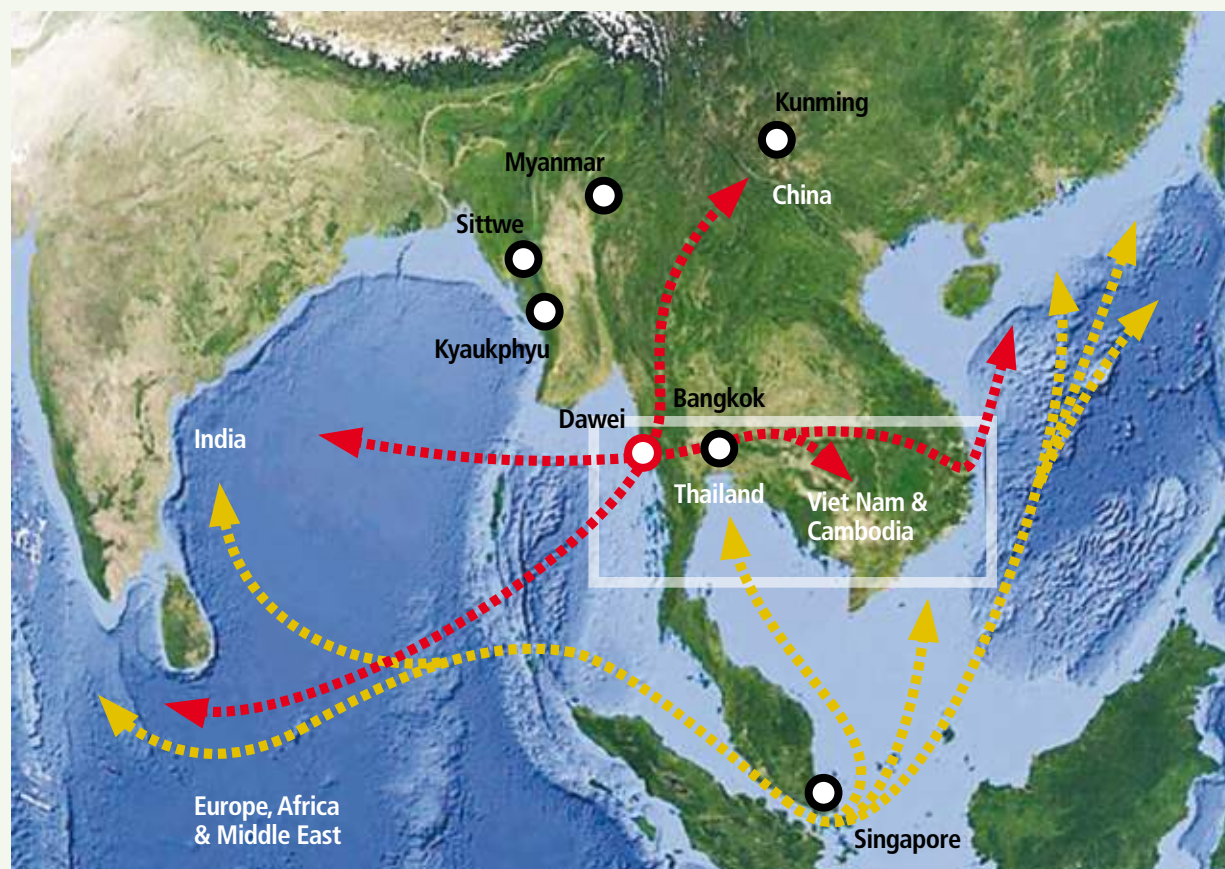 Kunming
Myanmar
China
Sittwe
Kyaukphyu
Bangkok
Dawei
India
Thailand
Viet Nam &
Cambodia
Europe, Africa
& Middle East
Singapore